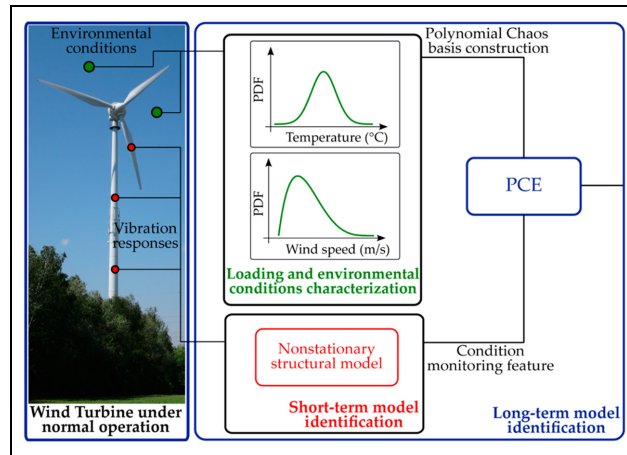 Environmental
conditions
Vibration
responses
Wind Turbine under
normal operation
PDF
Temperature (°C)
PDF
Wind speed (m/s)
Loading and environmental
conditions characterization
Nonstationary
structural model
Short-term model
identification
Polynomial Chaos
basis construction
PCE
Condition
monitoring feature
Long-term model
identification